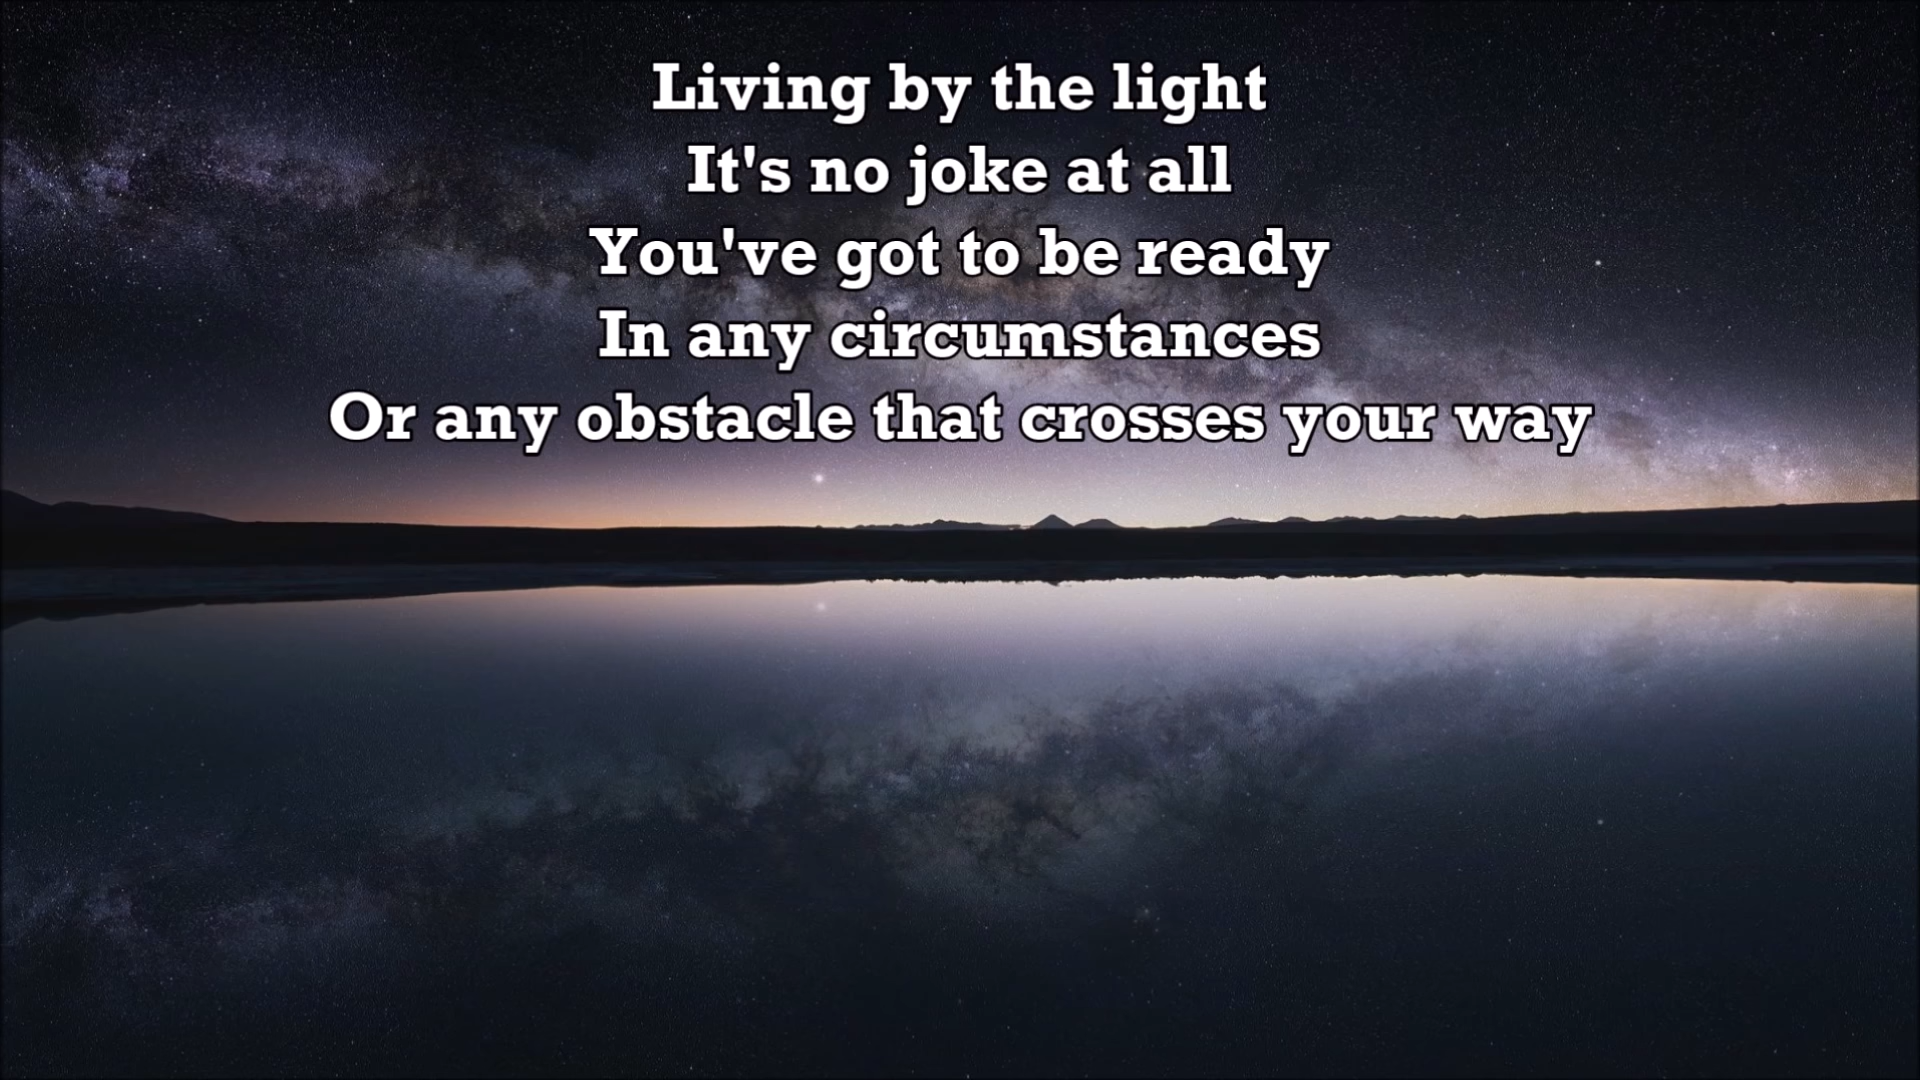 Living by the light
It's no joke at all
You've got to be ready
In any circumstances
Or any obstacle that crosses your way